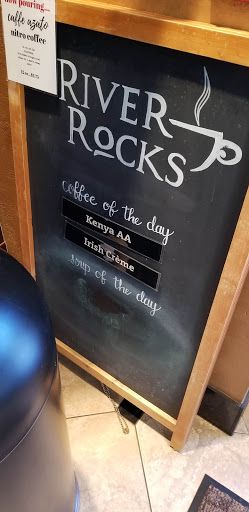 now pouring...
caffe azato
nitro coffee
RIVER
ROCKS
coffee of the day
Kenya AA
Irish Crème
soup of the day